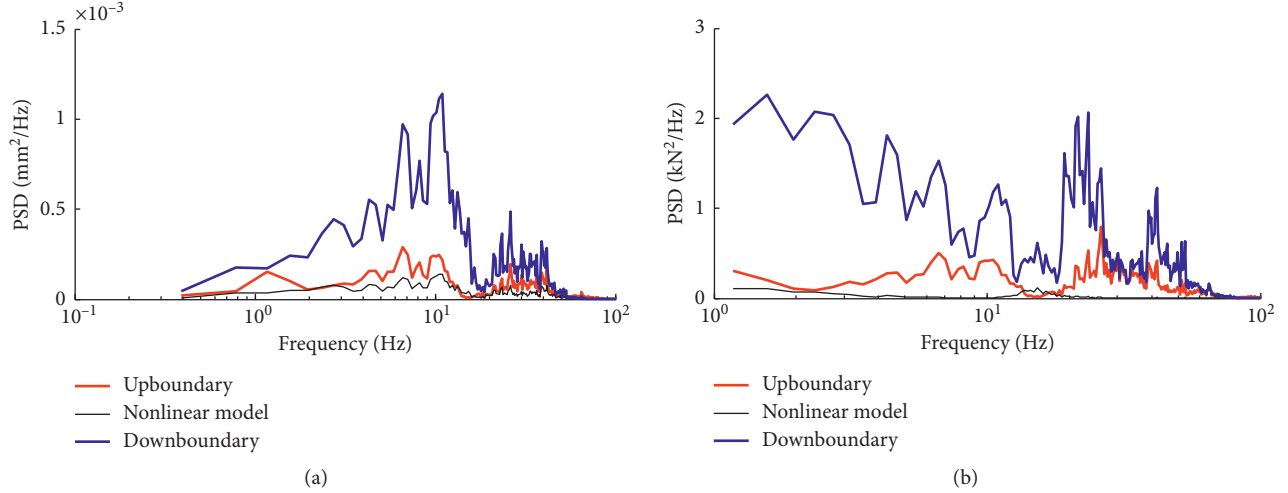 ×10⁻³
1.5
1
0.5
0
PSD (mm²/Hz)
10⁻¹ 10⁰ 10¹ 10²
Frequency (Hz)
Upboundary
Nonlinear model
Downboundary
(a)
3
2
1
0
PSD (kN²/Hz)
10⁰ 10¹ 10²
Frequency (Hz)
Upboundary
Nonlinear model
Downboundary
(b)